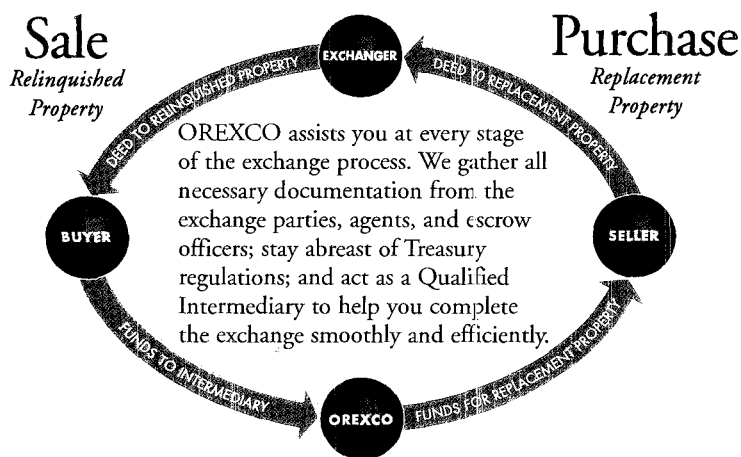 Sale
Relinquished
Property
Purchase
Replacement
Property
EXCHANGER
DEED TO RELINQUISHED PROPERTY
DEED TO REPLACEMENT PROPERTY
OREXCO assists you at every stage
of the exchange process. We gather all
necessary documentation from the
exchange parties, agents, and escrow
officers; stay abreast of Treasury
regulations; and act as a Qualified
Intermediary to help you complete
the exchange smoothly and efficiently.
BUYER
SELLER
FUNDS TO INTERMEDIARY
FUNDS FOR REPLACEMENT PROPERTY
OREXCO